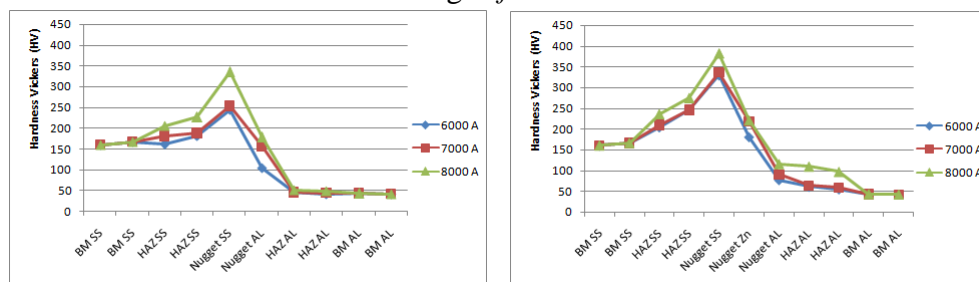 Hardness Vickers (HV)
450
400
350
300
250
200
150
100
50
0
BM SS
BM SS
HAZ SS
HAZ SS
Nugget SS
Nugget AL
HAZ AL
HAZ AL
BM AL
BM AL
6000 A
7000 A
8000 A
Hardness Vickers (HV)
450
400
350
300
250
200
150
100
50
0
BM SS
BM SS
HAZ SS
HAZ SS
Nugget SS
Nugget Zn
Nugget AL
HAZ AL
HAZ AL
BM AL
BM AL
6000 A
7000 A
8000 A